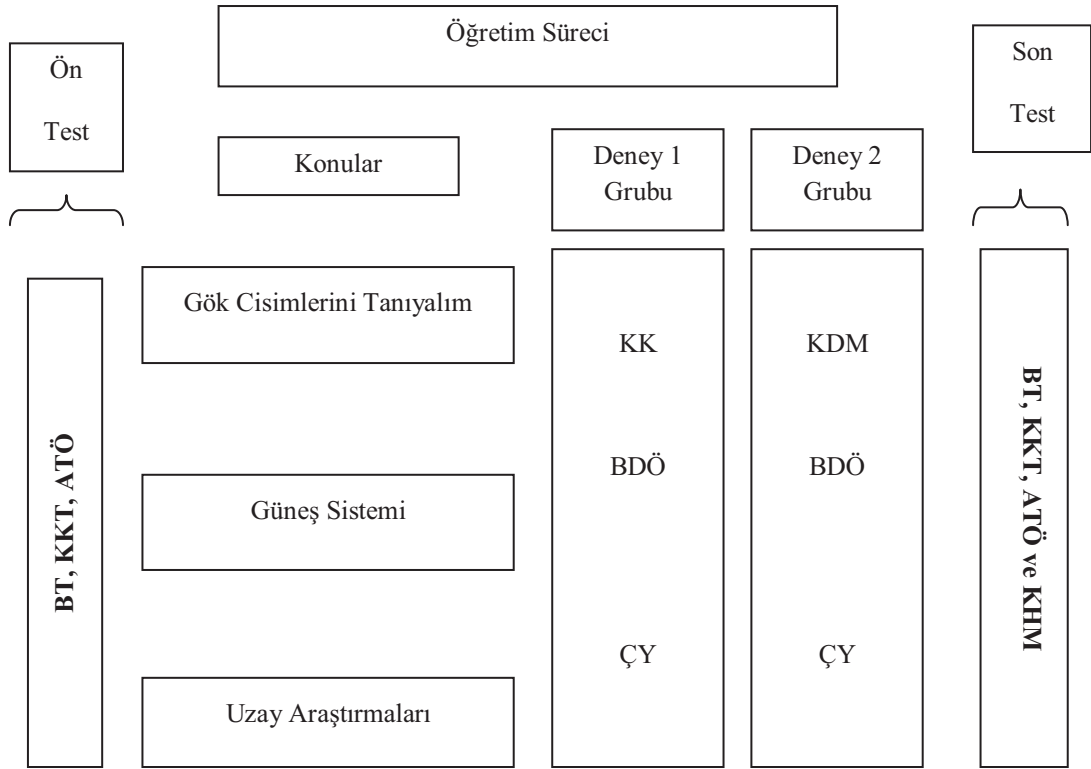 Öğretim Süreci
Ön
Test
Son
Test
Konular
Deney 1
Grubu
Deney 2
Grubu
BT, KKT, ATÖ
Gök Cisimlerini Tanıyalım
KK
KDM
BDÖ
BDÖ
Güneş Sistemi
ÇY
ÇY
Uzay Araştırmaları
BT, KKT, ATÖ ve KHM